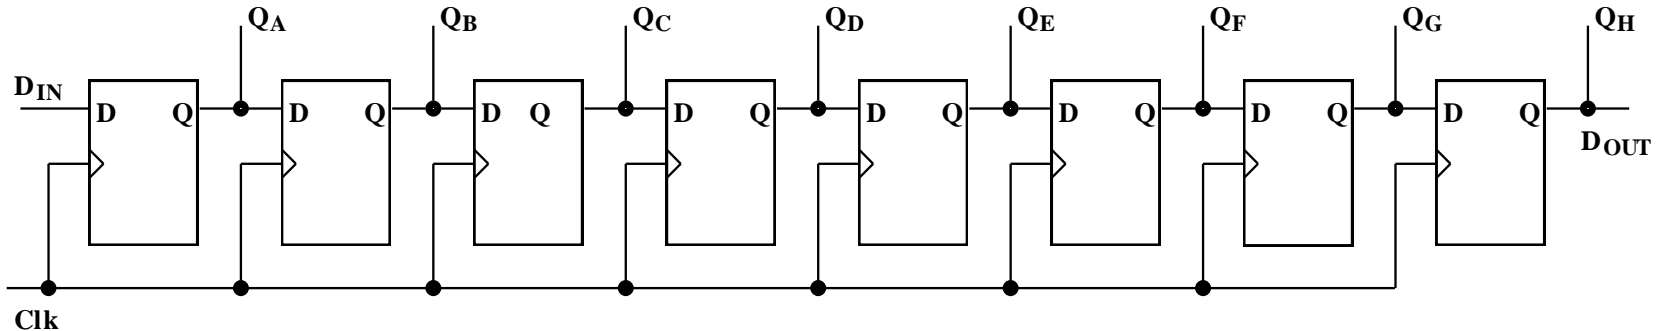 QA QB QC QD QE QF QG QH
DIN
D Q D Q D Q D Q D Q D Q D Q D Q
DOUT
Clk